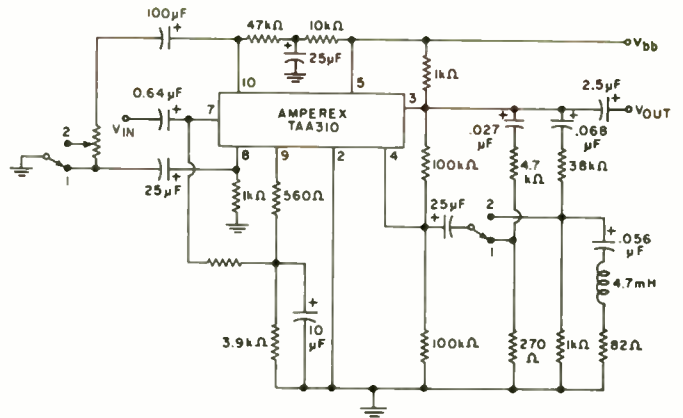 100µF
47kΩ
10kΩ
+
+
25µF
Vbb
1kΩ
10
5
2.5µF
+
0.64µF
+
VIN
7
AMPEREX
TAA310
3
VOUT
+
.027
µF
+
.068
µF
2
1
8
9
2
4
25µF
+
1kΩ
560Ω
100kΩ
4.7
kΩ
38kΩ
25µF
+
2
1
+
.056
µF
4.7mH
+
10
µF
3.9kΩ
100kΩ
270
Ω
1kΩ
82Ω